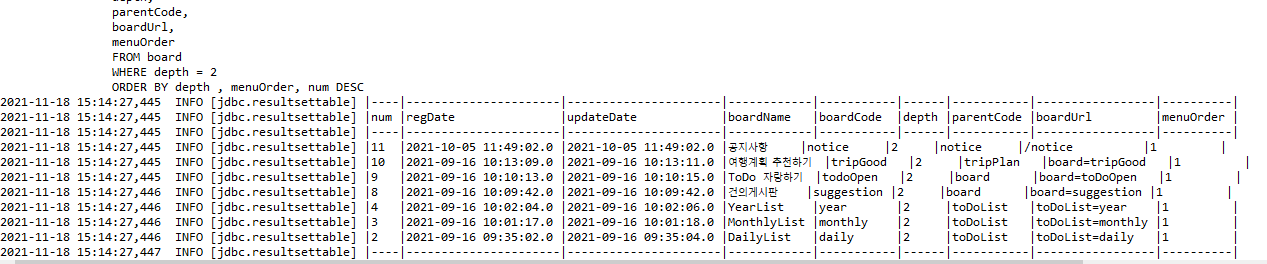 parentCode,
boardUrl,
menuOrder
FROM board
WHERE depth = 2
ORDER BY depth , menuOrder, num DESC
2021-11-18 15:14:27,445  INFO [jdbc.resultsettable] |----|----------------------|----------------------|-----------|-----------|------|-----------|-----------------|----------|
2021-11-18 15:14:27,445  INFO [jdbc.resultsettable] |num |regDate               |updateDate            |boardName  |boardCode  |depth |parentCode |boardUrl         |menuOrder |
2021-11-18 15:14:27,445  INFO [jdbc.resultsettable] |----|----------------------|----------------------|-----------|-----------|------|-----------|-----------------|----------|
2021-11-18 15:14:27,445  INFO [jdbc.resultsettable] |11  |2021-10-05 11:49:02.0 |2021-10-05 11:49:02.0 |공지사항       |notice     |2     |notice     |/notice          |1         |
2021-11-18 15:14:27,445  INFO [jdbc.resultsettable] |10  |2021-09-16 10:13:09.0 |2021-09-16 10:13:11.0 |여행계획 추천하기  |tripGood   |2     |tripPlan   |board=tripGood   |1         |
2021-11-18 15:14:27,445  INFO [jdbc.resultsettable] |9   |2021-09-16 10:10:13.0 |2021-09-16 10:10:15.0 |ToDo 자랑하기  |todoOpen   |2     |board      |board=toDoOpen   |1         |
2021-11-18 15:14:27,446  INFO [jdbc.resultsettable] |8   |2021-09-16 10:09:42.0 |2021-09-16 10:09:42.0 |건의게시판      |suggestion |2     |board      |board=suggestion |1         |
2021-11-18 15:14:27,446  INFO [jdbc.resultsettable] |4   |2021-09-16 10:02:04.0 |2021-09-16 10:02:06.0 |YearList   |year       |2     |toDoList   |toDoList=year    |1         |
2021-11-18 15:14:27,446  INFO [jdbc.resultsettable] |3   |2021-09-16 10:01:17.0 |2021-09-16 10:01:18.0 |MonthlyList |monthly    |2     |toDoList   |toDoList=monthly |1         |
2021-11-18 15:14:27,446  INFO [jdbc.resultsettable] |2   |2021-09-16 09:35:02.0 |2021-09-16 09:35:04.0 |DailyList  |daily      |2     |toDoList   |toDoList=daily   |1         |
2021-11-18 15:14:27,447  INFO [jdbc.resultsettable] |----|----------------------|----------------------|-----------|-----------|------|-----------|-----------------|----------|